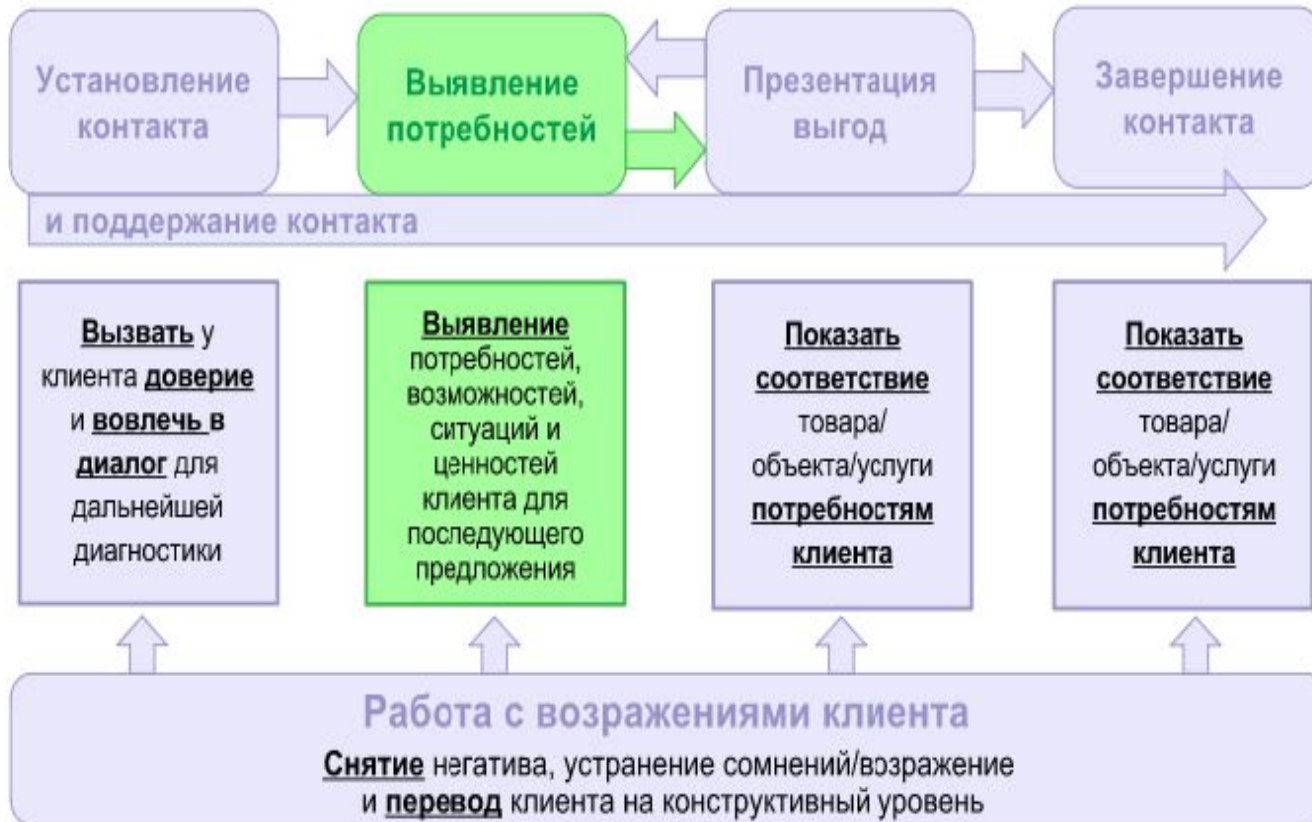 Установление
контакта
Выявление
потребностей
Презентация
выгод
Завершение
контакта
и поддержание контакта
Вызвать у
клиента доверие
и вовлечь в
диалог для
дальнейшей
диагностики
Выявление
потребностей,
возможностей,
ситуаций и
ценностей
клиента для
последующего
предложения
Показать
соответствие
товара/
объекта/услуги
потребностям
клиента
Показать
соответствие
товара/
объекта/услуги
потребностям
клиента
Работа с возражениями клиента
Снятие негатива, устранение сомнений/возражение
и перевод клиента на конструктивный уровень